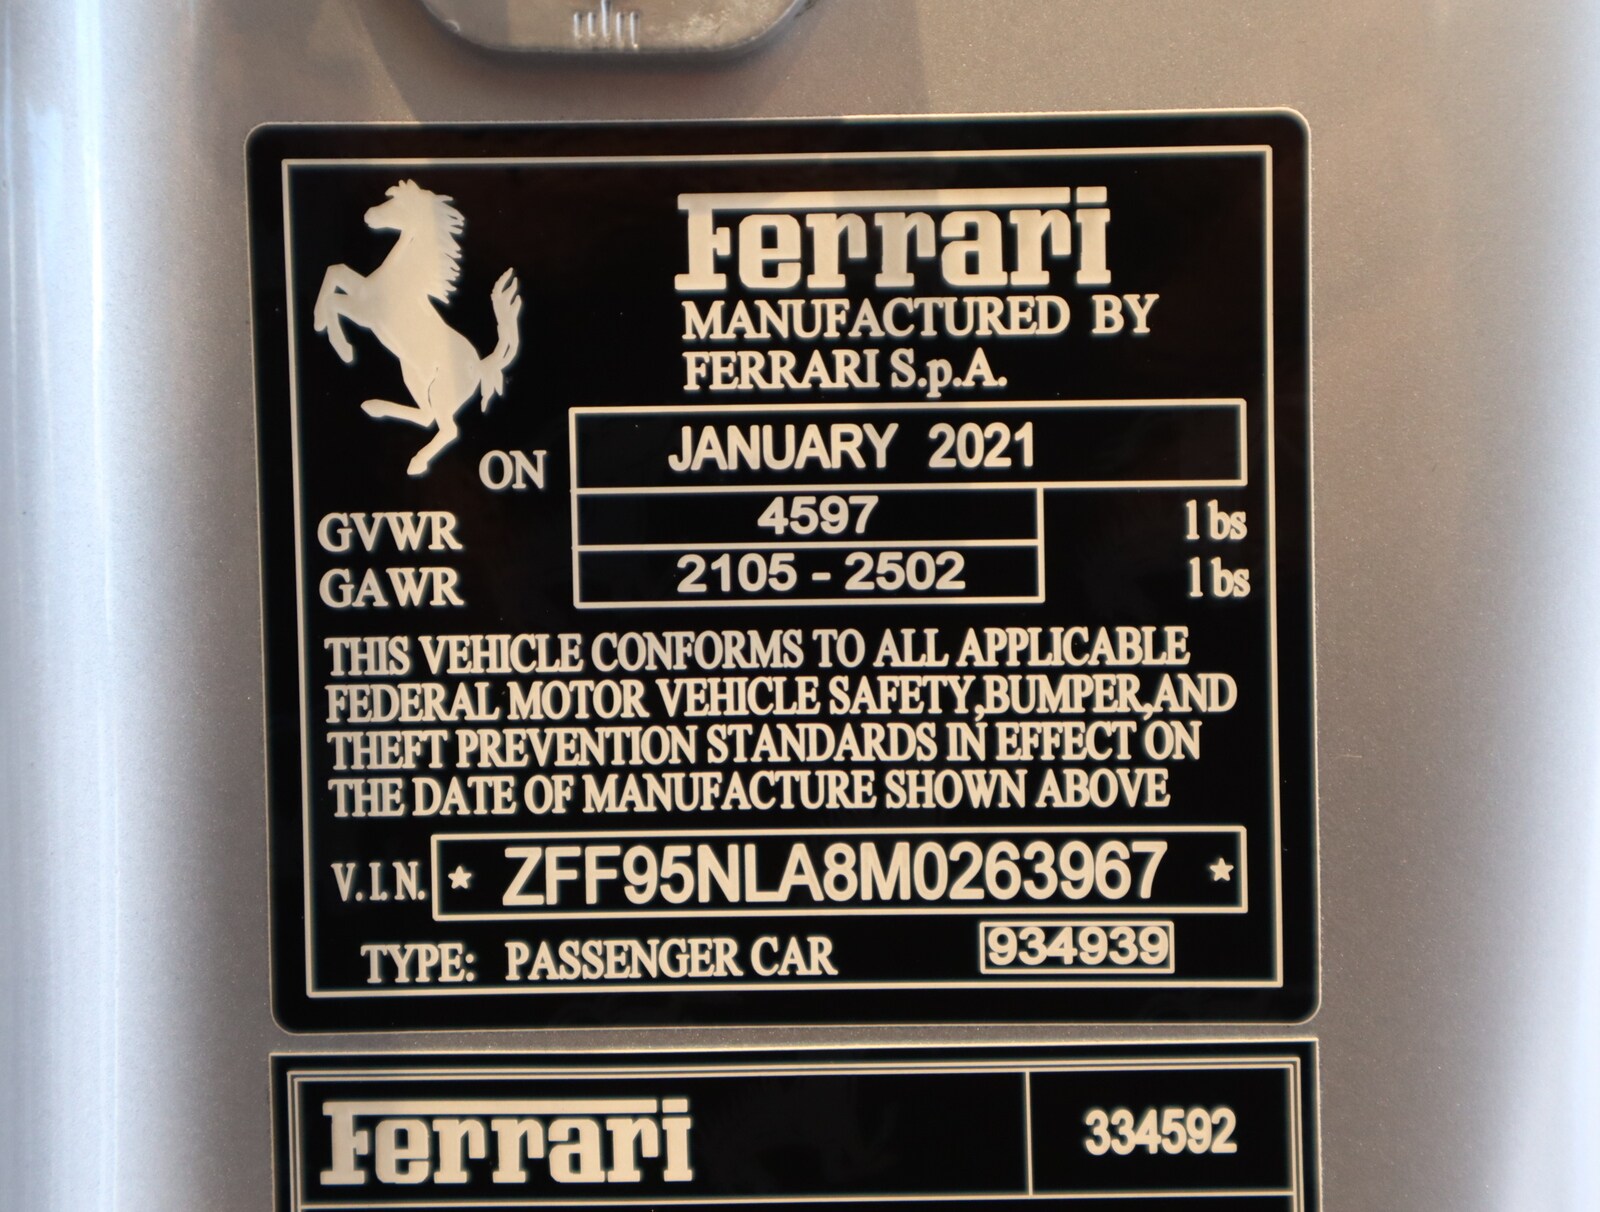 Ferrari
MANUFACTURED BY
FERRARI S.p.A.
ON JANUARY 2021
GVWR 4597 lbs
GAWR 2105 - 2502 lbs
THIS VEHICLE CONFORMS TO ALL APPLICABLE
FEDERAL MOTOR VEHICLE SAFETY,BUMPER,AND
THEFT PREVENTION STANDARDS IN EFFECT ON
THE DATE OF MANUFACTURE SHOWN ABOVE
V.I.N. ★ ZFF95NLA8M0263967 ★
TYPE: PASSENGER CAR 934939
Ferrari 334592